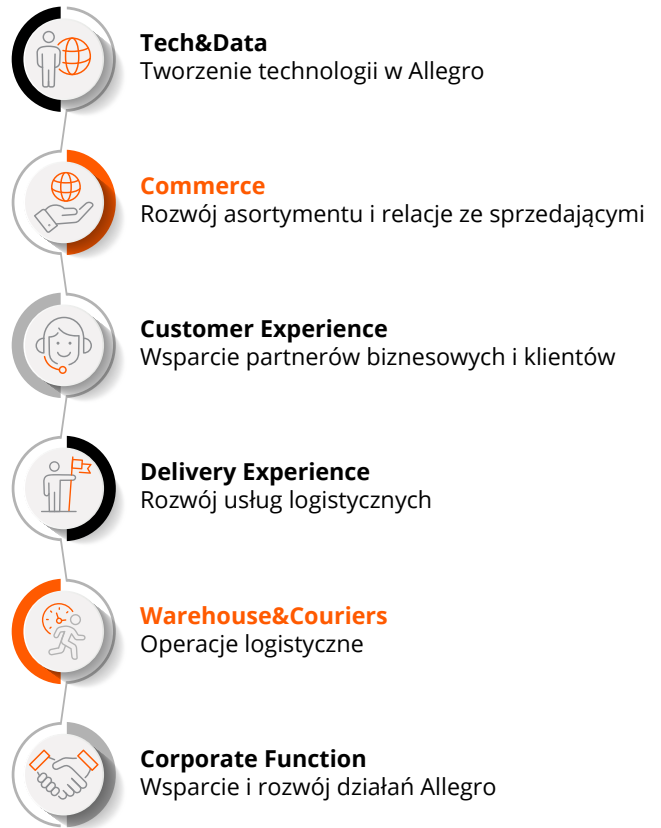 Tech&Data
Tworzenie technologii w Allegro
Commerce
Rozwój asortymentu i relacje ze sprzedającymi
Customer Experience
Wsparcie partnerów biznesowych i klientów
Delivery Experience
Rozwój usług logistycznych
Warehouse&Couriers
Operacje logistyczne
Corporate Function
Wsparcie i rozwój działań Allegro